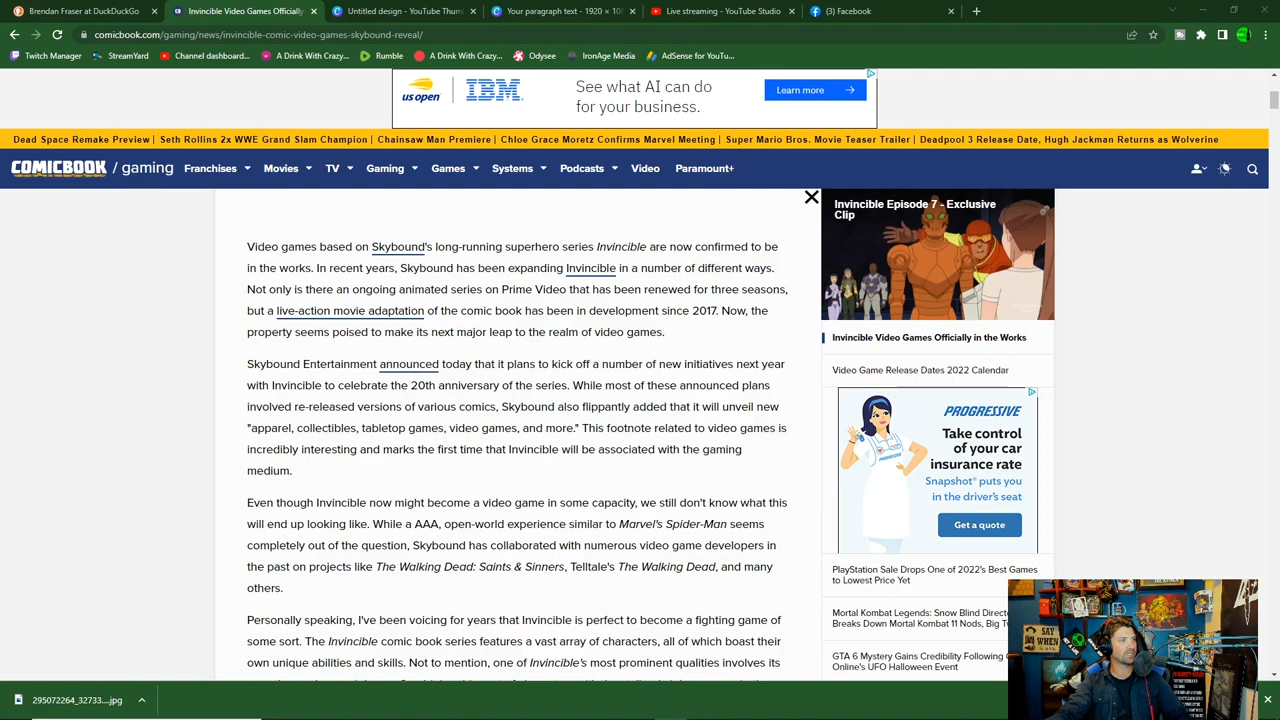 Brendan Fraser at DuckDuckGo
Invincible Video Games Officially
Untitled design - YouTube Thum
Your paragraph text - 1920 × 10
Live streaming - YouTube Studio
Facebook
comicbook.com/gaming/news/invincible-comic-video-games-skybound-reveal/
Twitch Manager
StreamYard
Channel dashboard...
A Drink With Crazy...
Rumble
A Drink With Crazy...
Odysee
IronAge Media
AdSense for YouTu...
us open
IBM
See what AI can do
for your business.
Learn more
Dead Space Remake Preview | Seth Rollins 2x WWE Grand Slam Champion | Chainsaw Man Premiere | Chloe Grace Moretz Confirms Marvel Meeting | Super Mario Bros. Movie Teaser Trailer | Deadpool 3 Release Date, Hugh Jackman Returns as Wolverine
COMICBOOK / gaming Franchises Movies TV Gaming Games Systems Podcasts Video Paramount+
Video games based on Skybound's long-running superhero series Invincible are now confirmed to be
in the works. In recent years, Skybound has been expanding Invincible in a number of different ways.
Not only is there an ongoing animated series on Prime Video that has been renewed for three seasons,
but a live-action movie adaptation of the comic book has been in development since 2017. Now, the
property seems poised to make its next major leap to the realm of video games.
Skybound Entertainment announced today that it plans to kick off a number of new initiatives next year
with Invincible to celebrate the 20th anniversary of the series. While most of these announced plans
involved re-released versions of various comics, Skybound also flippantly added that it will unveil new
"apparel, collectibles, tabletop games, video games, and more." This footnote related to video games is
incredibly interesting and marks the first time that Invincible will be associated with the gaming
medium.
Even though Invincible now might become a video game in some capacity, we still don't know what this
will end up looking like. While a AAA, open-world experience similar to Marvel's Spider-Man seems
completely out of the question, Skybound has collaborated with numerous video game developers in
the past on projects like The Walking Dead: Saints & Sinners, Telltale's The Walking Dead, and many
others.
Personally speaking, I've been voicing for years that Invincible is perfect to become a fighting game of
some sort. The Invincible comic book series features a vast array of characters, all of which boast their
own unique abilities and skills. Not to mention, one of Invincible's most prominent qualities involves its
Invincible Episode 7 - Exclusive
Clip
Invincible Video Games Officially in the Works
Video Game Release Dates 2022 Calendar
PROGRESSIVE
Take control
of your car
insurance rate
Snapshot® puts you
in the driver's seat
Get a quote
PlayStation Sale Drops One of 2022's Best Games
to Lowest Price Yet
Mortal Kombat Legends: Snow Blind Direct
Breaks Down Mortal Kombat 11 Nods, Big T
GTA 6 Mystery Gains Credibility Following
Online's UFO Halloween Event
SAY
WHEN
295072264_32733....jpg